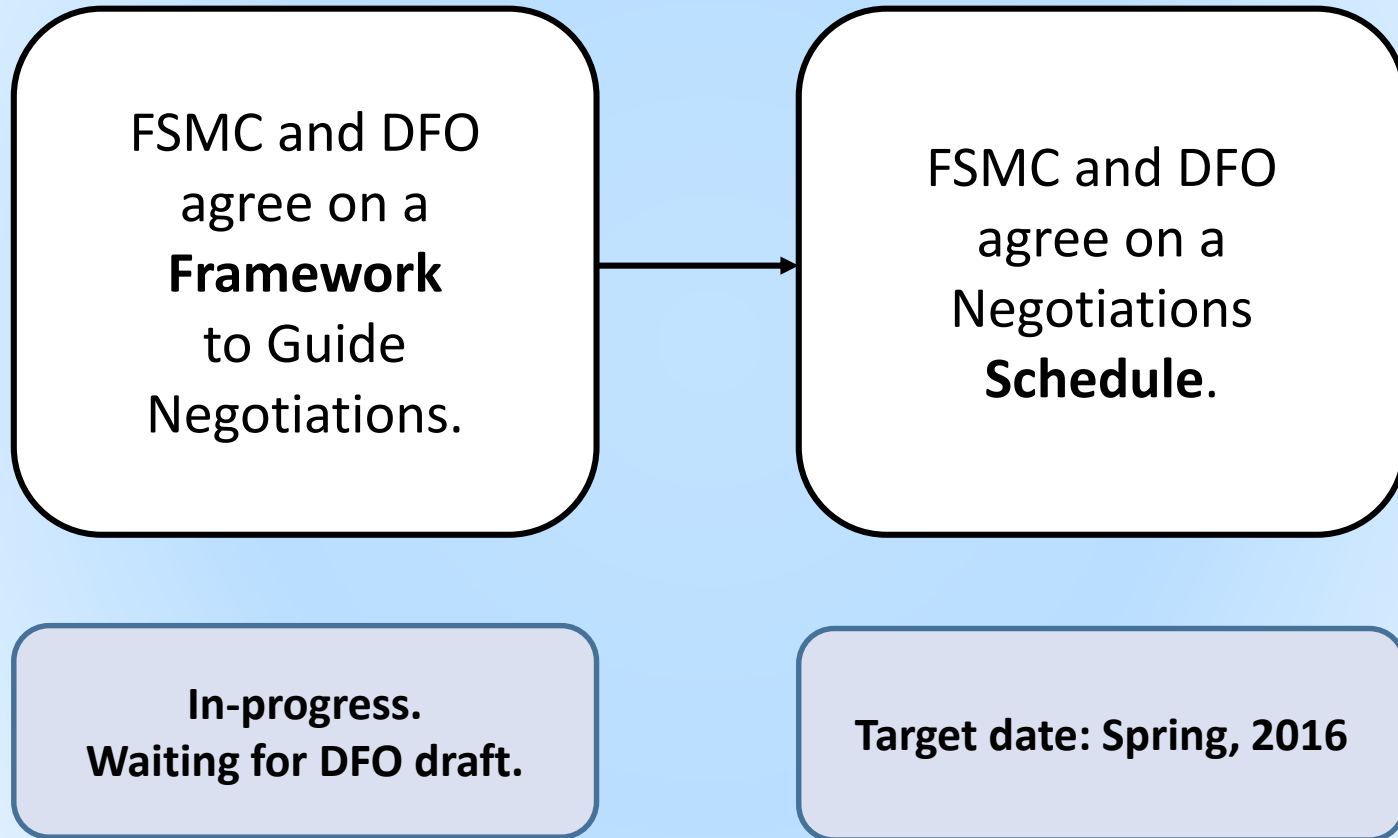 FSMC and DFO
agree on a
Framework
to Guide
Negotiations.
FSMC and DFO
agree on a
Negotiations
Schedule.
In-progress.
Waiting for DFO draft.
Target date: Spring, 2016